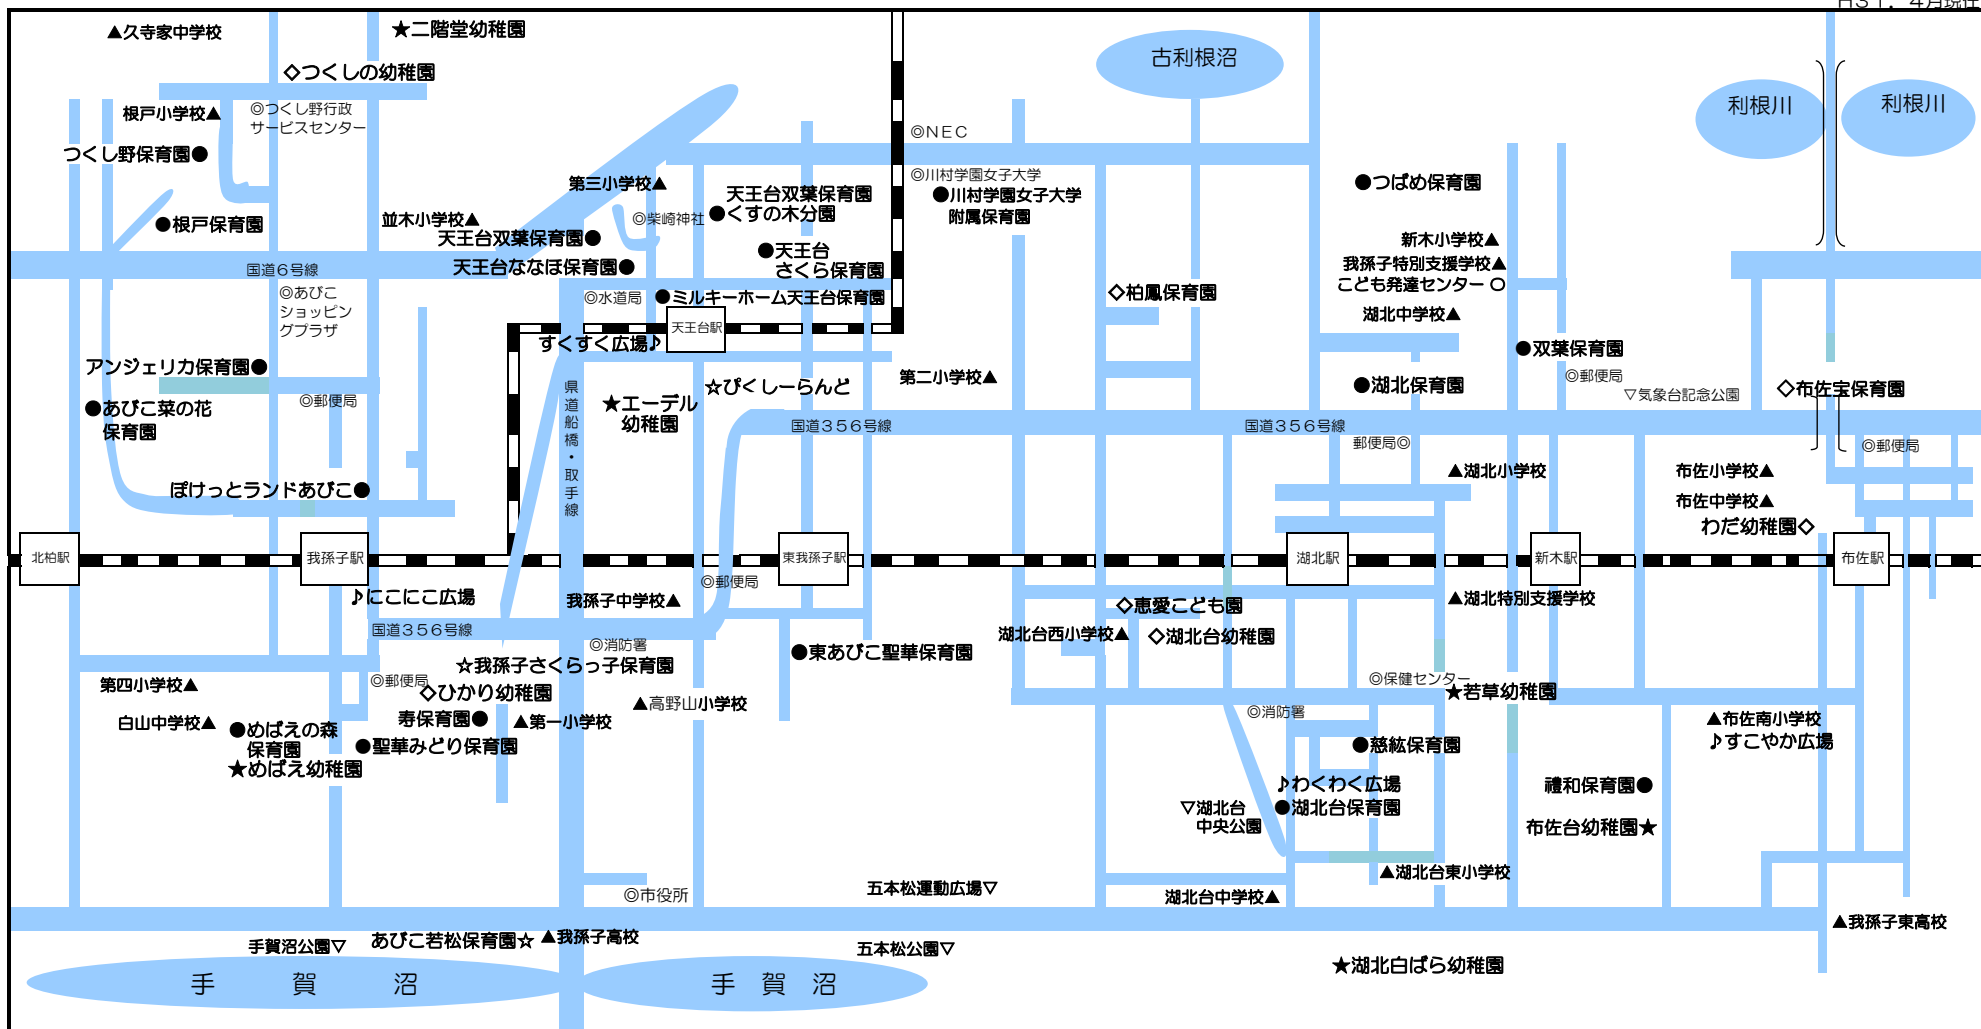 H31.4月現在
▲久寺家中学校
★二階堂幼稚園
◇つくしの幼稚園
根戸小学校▲
◎つくし野行政
サービスセンター
つくし野保育園●
●根戸保育園
並木小学校▲
国道6号線
◎あびこ
ショッピン
グプラザ
古利根沼
利根川
利根川
◎NEC
第三小学校▲
◎柴崎神社
天王台双葉保育園
●くすの木分園
天王台双葉保育園●
天王台ななほ保育園●
●天王台
さくら保育園
◎水道局
●ミルキーホーム天王台保育園
天王台駅
すくすく広場♪
◎川村学園女子大学
●川村学園女子大学
附属保育園
●つばめ保育園
新木小学校▲
我孫子特別支援学校▲
こども発達センター○
◇柏鳳保育園
湖北中学校▲
●双葉保育園
◎郵便局
▽気象台記念公園
◇布佐宝保育園
アンジェリカ保育園●
●あびこ菜の花
保育園
◎郵便局
県道船橋・取手線
★エーデル
幼稚園
☆ぴくしーらんど
第二小学校▲
●湖北保育園
国道356号線
国道356号線
郵便局◎
◎郵便局
▲湖北小学校
布佐小学校▲
布佐中学校▲
わだ幼稚園◇
ぽけっとランドあびこ●
北柏駅
我孫子駅
東我孫子駅
湖北駅
新木駅
布佐駅
♪にこにこ広場
◎郵便局
我孫子中学校▲
国道356号線
◎消防署
☆我孫子さくらっ子保育園
◎郵便局
◇ひかり幼稚園
寿保育園●
▲第一小学校
●聖華みどり保育園
▲高野山小学校
●東あびこ聖華保育園
◇恵愛こども園
湖北台西小学校▲
◇湖北台幼稚園
▲湖北特別支援学校
◎保健センター
★若草幼稚園
◎消防署
第四小学校▲
白山中学校▲
●めばえの森
保育園
★めばえ幼稚園
●慈紘保育園
♪わくわく広場
●湖北台保育園
▽湖北台
中央公園
▲布佐南小学校
♪すこやか広場
禮和保育園●
布佐台幼稚園★
▲湖北台東小学校
湖北台中学校▲
五本松運動広場▽
◎市役所
▲我孫子東高校
手賀沼公園▽
あびこ若松保育園☆
▲我孫子高校
五本松公園▽
★湖北白ばら幼稚園
手賀沼
手賀沼